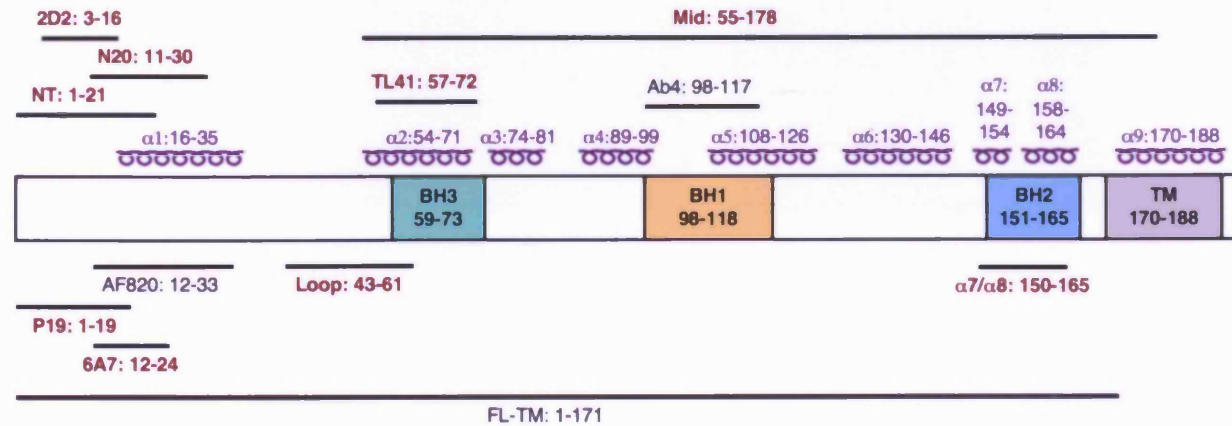 2D2: 3-16
Mid: 55-178
N20: 11-30
TL41: 57-72
Ab4: 98-117
α7:
149-
154
α8:
158-
164
NT: 1-21
α1:16-35
α2:54-71
α3:74-81
α4:89-99
α5:108-126
α6:130-146
α9:170-188
BH3
59-73
BH1
98-118
BH2
151-165
TM
170-188
AF820: 12-33
Loop: 43-61
α7/α8: 150-165
P19: 1-19
6A7: 12-24
FL-TM: 1-171